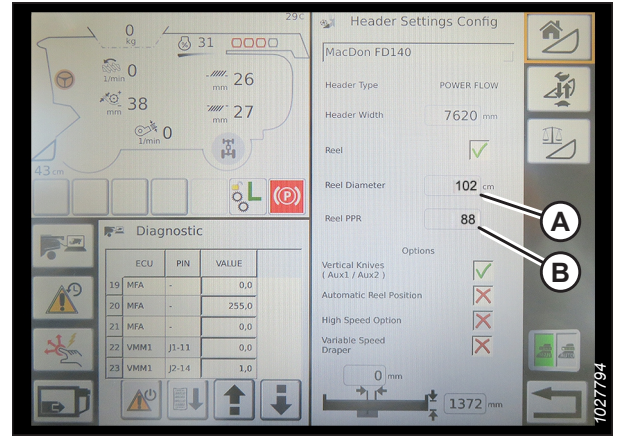 29c
0
kg
31
1/min 0
mm 26
38
mm
mm 27
0
1/min
43 cm
L
(P)
Diagnostic
ECU PIN VALUE
19 MFA - 0,0
20 MFA - 255,0
21 MFA - 0,0
22 VMM1 J1-11 0,0
23 VMM1 J2-14 1,0
Header Settings Config
MacDon FD140
Header Type POWER FLOW
Header Width 7620 mm
Reel
Reel Diameter 102 cm
A
Reel PPR 88
B
Options
Vertical Knives
( Aux1 / Aux2 )
Automatic Reel Position
High Speed Option
Variable Speed
Draper
0 mm
1372 mm
1027794